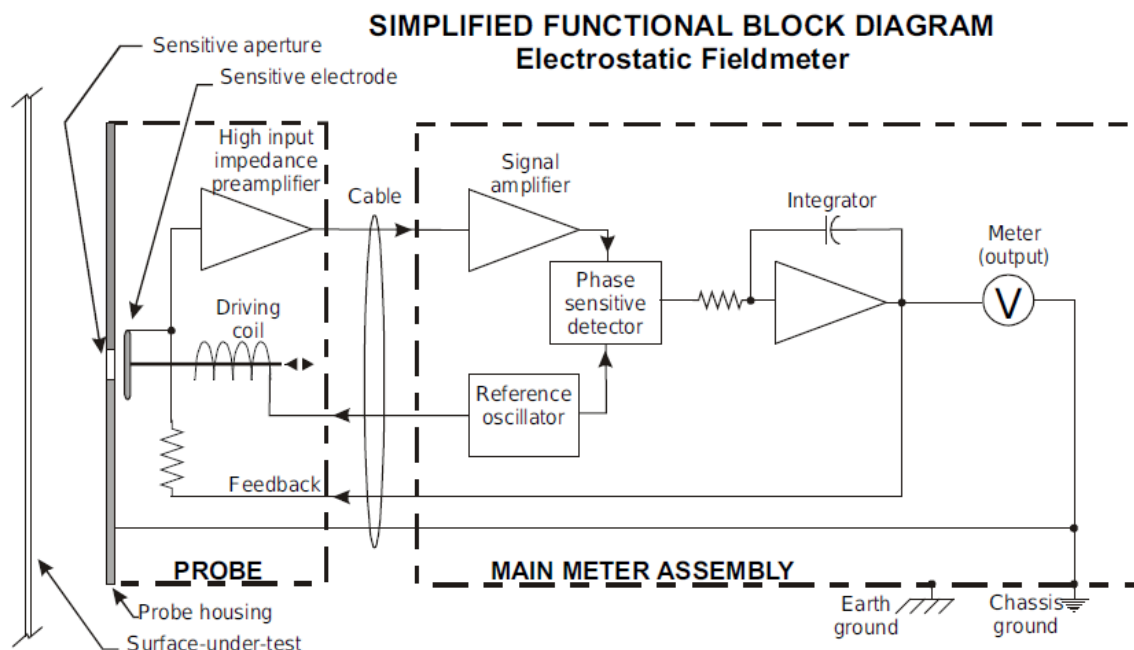 SIMPLIFIED FUNCTIONAL BLOCK DIAGRAM
Electrostatic Fieldmeter
Sensitive aperture
Sensitive electrode
High input
impedance
preamplifier
Cable
Signal
amplifier
Integrator
Meter
(output)
V
Phase
sensitive
detector
Driving
coil
Reference
oscillator
Feedback
PROBE
MAIN METER ASSEMBLY
Probe housing
Surface-under-test
Earth
ground
Chassis
ground